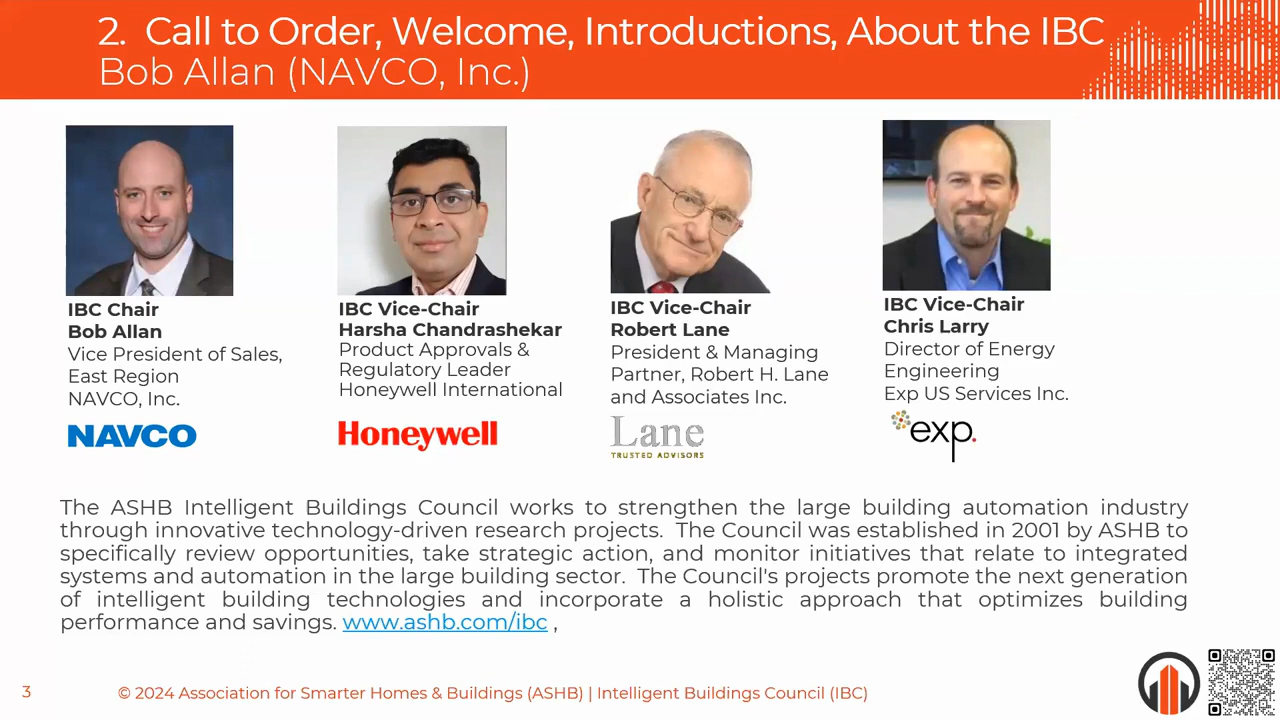 2. Call to Order, Welcome, Introductions, About the IBC
Bob Allan (NAVCO, Inc.)
IBC Chair
Bob Allan
Vice President of Sales,
East Region
NAVCO, Inc.
NAVCO
IBC Vice-Chair
Harsha Chandrashekar
Product Approvals &
Regulatory Leader
Honeywell International
Honeywell
IBC Vice-Chair
Robert Lane
President & Managing
Partner, Robert H. Lane
and Associates Inc.
Lane
TRUSTED ADVISORS
IBC Vice-Chair
Chris Larry
Director of Energy
Engineering
Exp US Services Inc.
exp.
The ASHB Intelligent Buildings Council works to strengthen the large building automation industry
through innovative technology-driven research projects. The Council was established in 2001 by ASHB to
specifically review opportunities, take strategic action, and monitor initiatives that relate to integrated
systems and automation in the large building sector. The Council's projects promote the next generation
of intelligent building technologies and incorporate a holistic approach that optimizes building
performance and savings. www.ashb.com/ibc ,
3
© 2024 Association for Smarter Homes & Buildings (ASHB) | Intelligent Buildings Council (IBC)